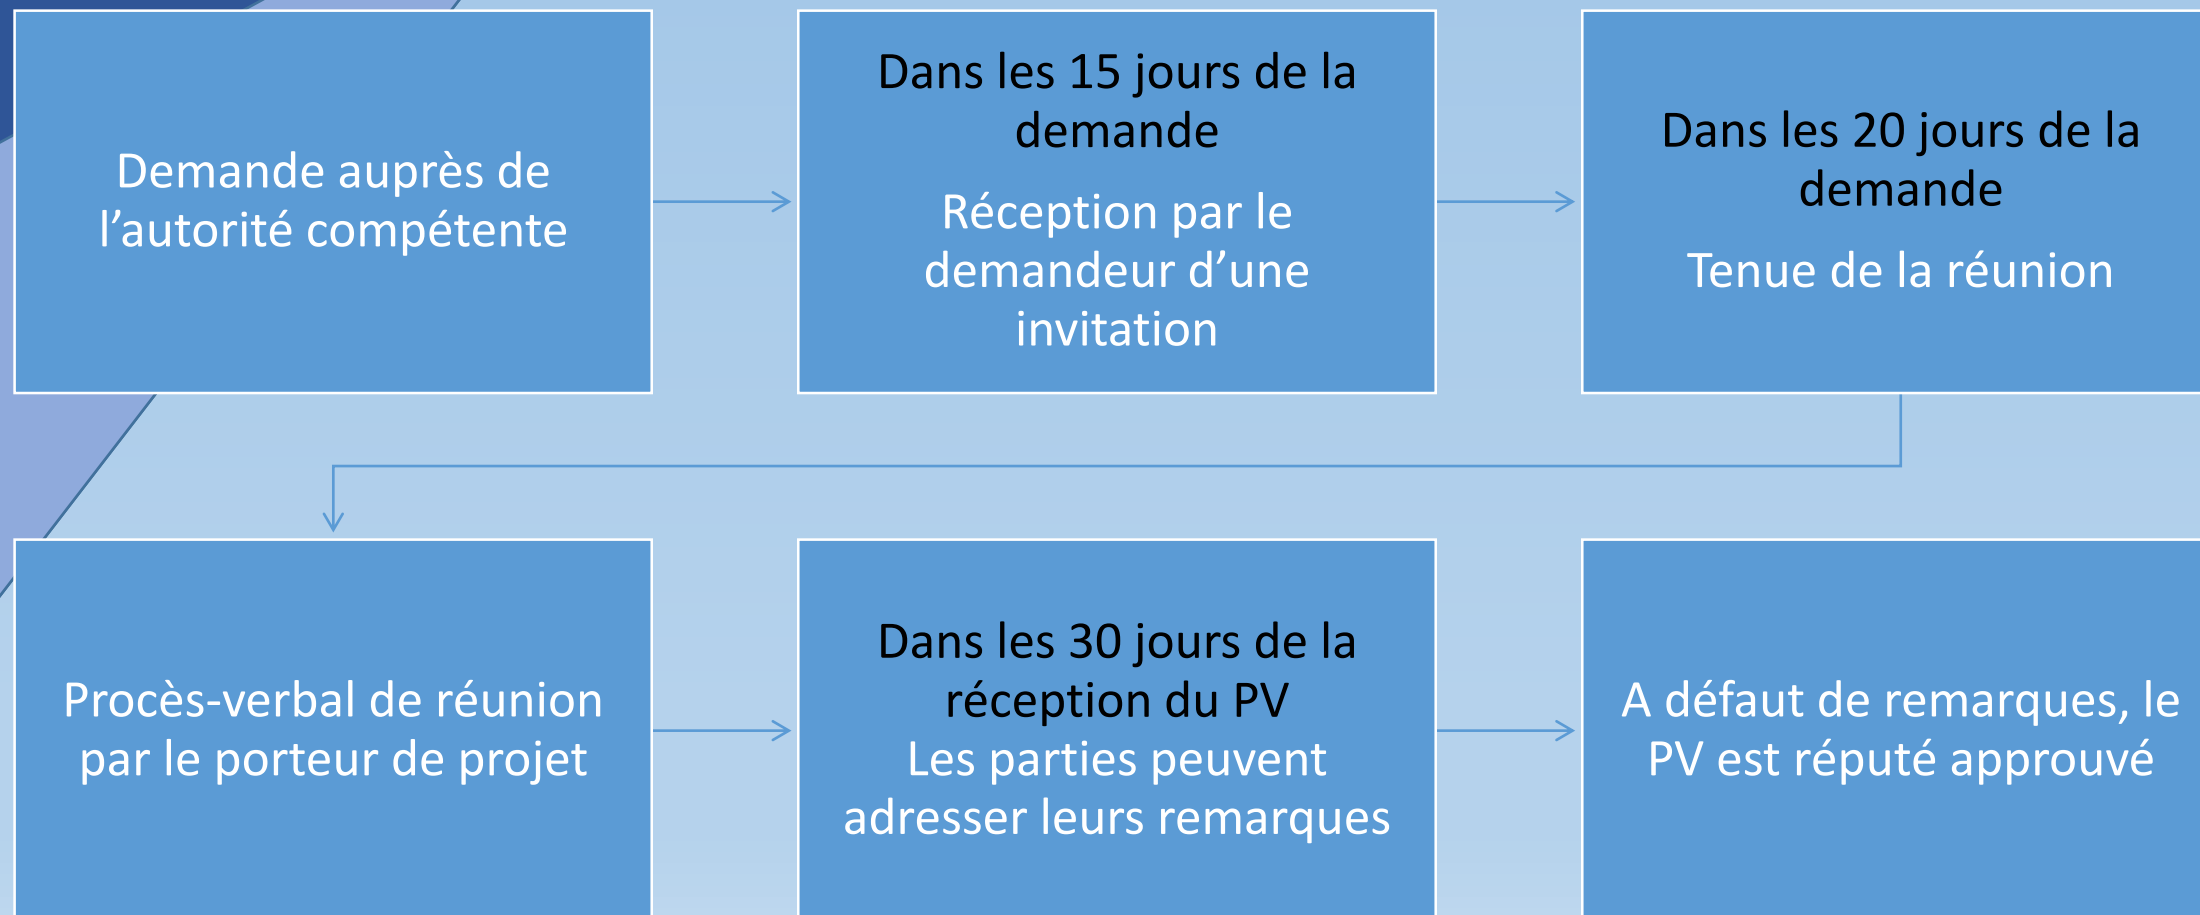 Demande auprès de
l’autorité compétente
Dans les 15 jours de la
demande
Réception par le
demandeur d’une
invitation
Dans les 20 jours de la
demande
Tenue de la réunion
Procès-verbal de réunion
par le porteur de projet
Dans les 30 jours de la
réception du PV
Les parties peuvent
adresser leurs remarques
A défaut de remarques, le
PV est réputé approuvé